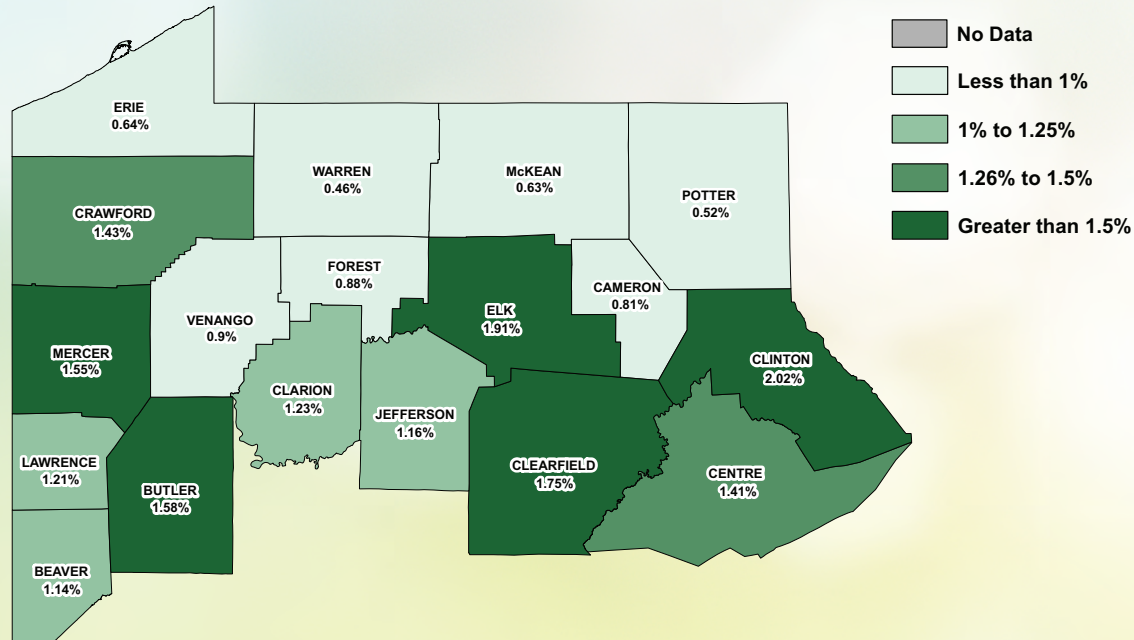 No Data
Less than 1%
1% to 1.25%
1.26% to 1.5%
Greater than 1.5%
ERIE
0.64%
WARREN
0.46%
McKEAN
0.63%
POTTER
0.52%
CRAWFORD
1.43%
FOREST
0.88%
CAMERON
0.81%
VENANGO
0.9%
ELK
1.91%
MERCER
1.55%
CLINTON
2.02%
CLARION
1.23%
JEFFERSON
1.16%
LAWRENCE
1.21%
CLEARFIELD
1.75%
CENTRE
1.41%
BUTLER
1.58%
BEAVER
1.14%